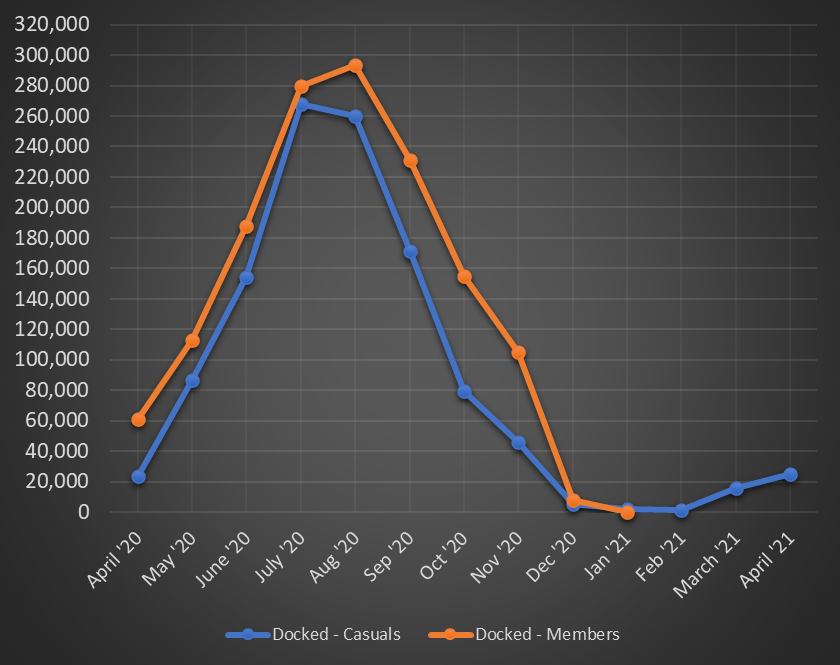 320,000
300,000
280,000
260,000
240,000
220,000
200,000
180,000
160,000
140,000
120,000
100,000
80,000
60,000
40,000
20,000
0
April '20
May '20
June '20
July '20
Aug '20
Sep '20
Oct '20
Nov '20
Dec '20
Jan '21
Feb '21
March '21
April '21
Docked - Casuals
Docked - Members